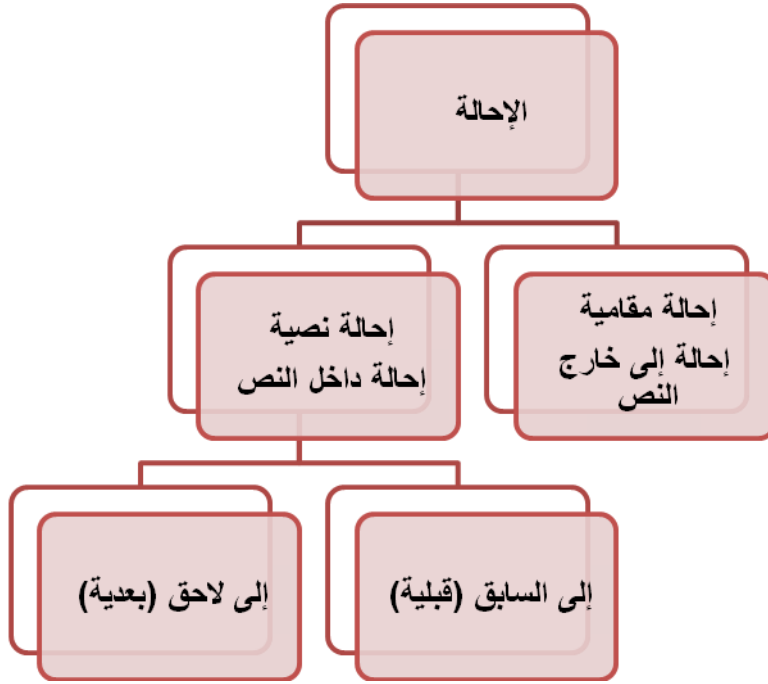 الإحالة
إحالة مقامية
إحالة إلى خارج
النص
إحالة نصية
إحالة داخل النص
إلى السابق (قبلية)
إلى لاحق (بعدية)